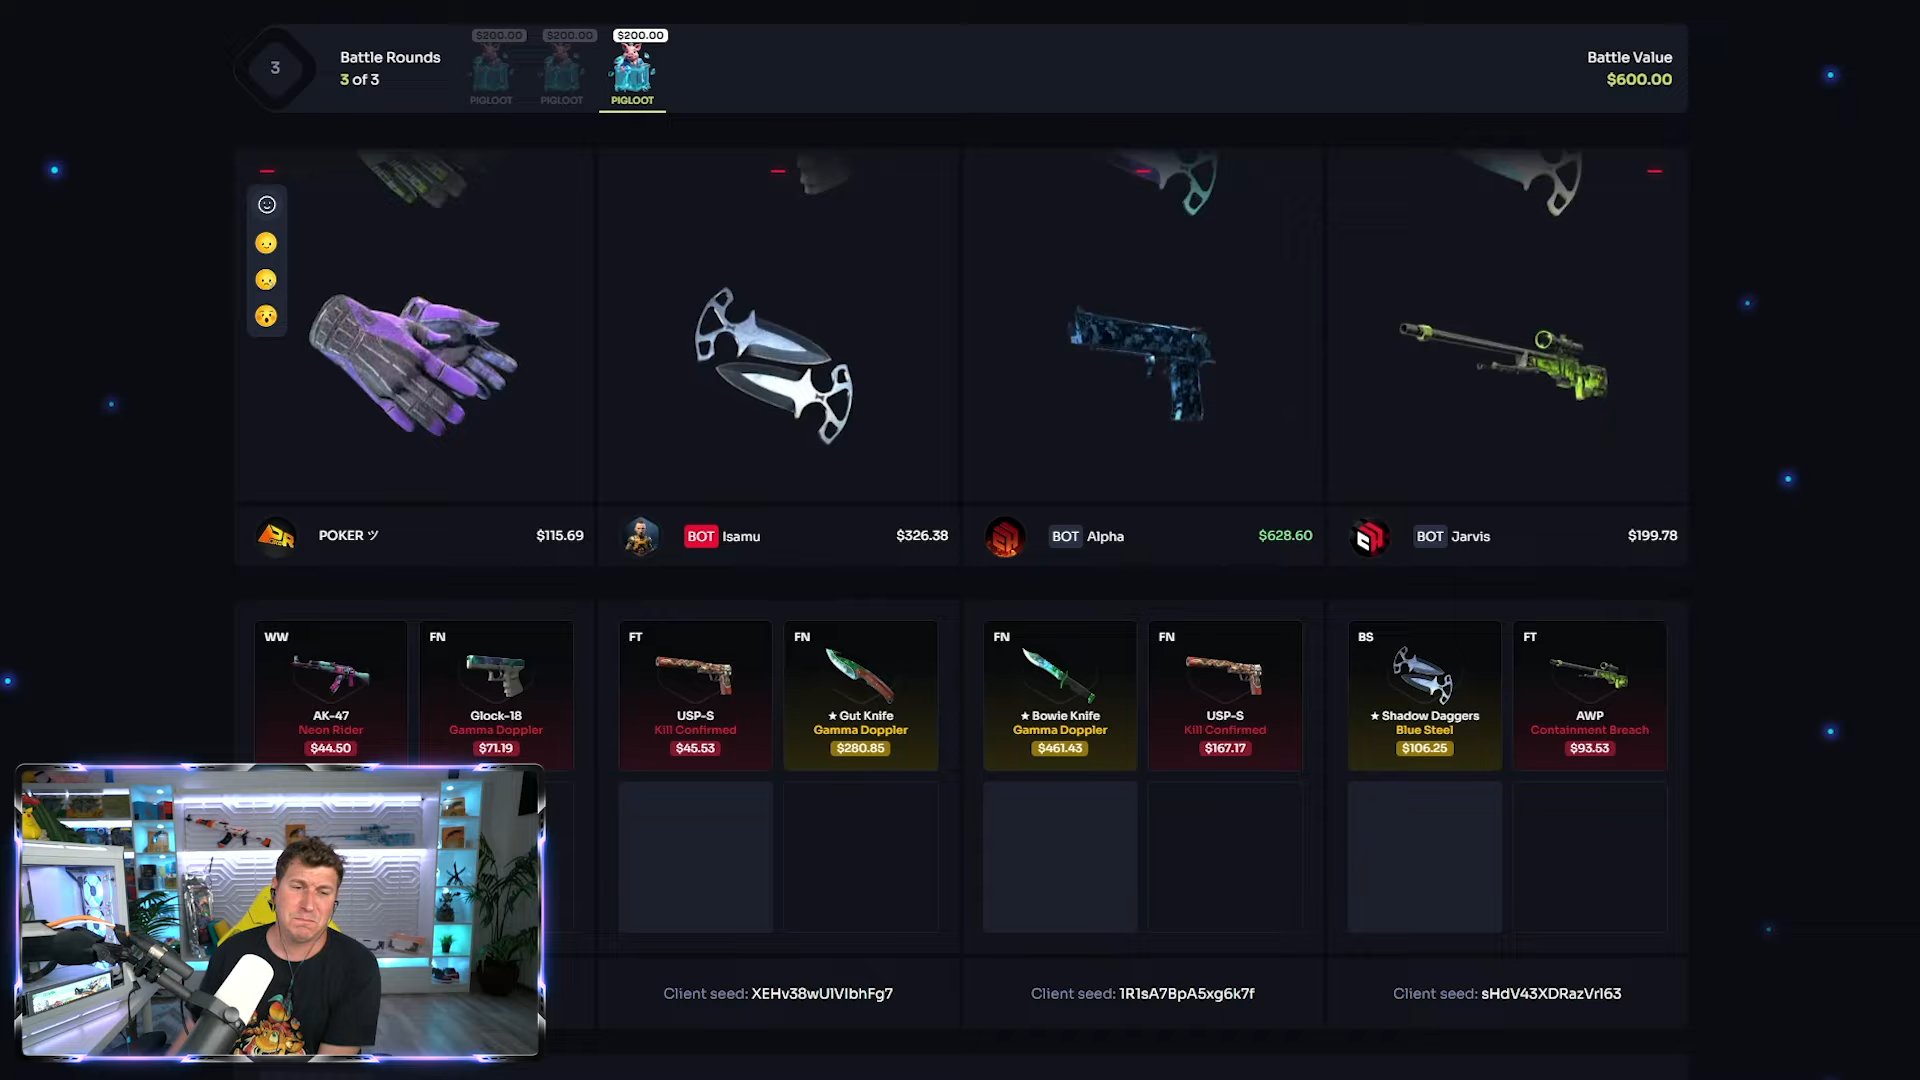 3
Battle Rounds
3 of 3
$200.00
PIGLOOT
$200.00
PIGLOOT
$200.00
PIGLOOT
Battle Value
$600.00
POKER ツ
$115.69
BOT Isamu
$326.38
BOT Alpha
$628.60
BOT Jarvis
$199.78
WW
AK-47
Neon Rider
$44.50
FN
Glock-18
Gamma Doppler
$71.19
FT
USP-S
Kill Confirmed
$45.53
FN
★ Gut Knife
Gamma Doppler
$280.85
FN
★ Bowie Knife
Gamma Doppler
$461.43
FN
USP-S
Kill Confirmed
$167.17
BS
★ Shadow Daggers
Blue Steel
$106.25
FT
AWP
Containment Breach
$93.53
Client seed: XEHv38wU1VIbhFg7
Client seed: 1R1sA7BpA5xg6k7f
Client seed: sHdV43XDRazVrl63